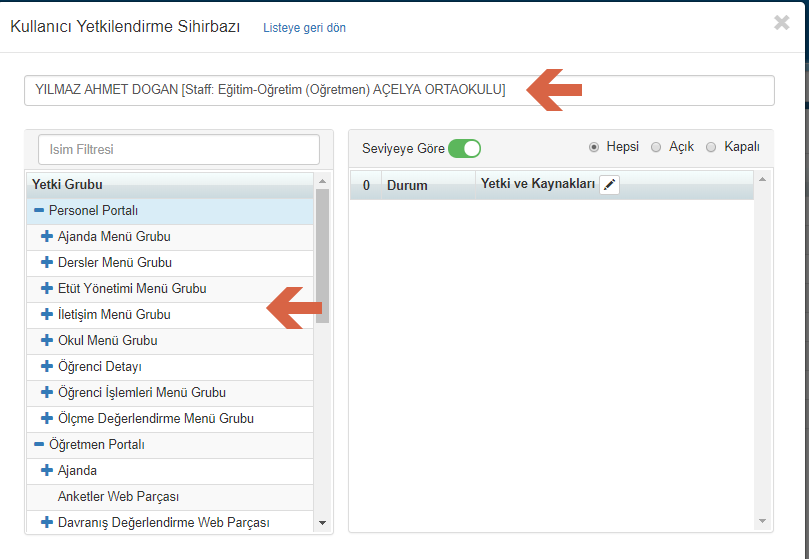 Kullanıcı Yetkilendirme Sihirbazı Listeye geri dön
YILMAZ AHMET DOGAN [Staff: Eğitim-Oğretim (Oğretmen) AÇELYA ORTAOKULU]
Isim Filtresi
Seviyeye Göre Hepsi Açık Kapalı
Yetki Grubu
0 Durum Yetki ve Kaynakları
Personel Portalı
Ajanda Menü Grubu
Dersler Menü Grubu
Etüt Yönetimi Menü Grubu
İletişim Menü Grubu
Okul Menü Grubu
Öğrenci Detayı
Öğrenci İşlemleri Menü Grubu
Ölçme Değerlendirme Menü Grubu
Öğretmen Portalı
Ajanda
Anketler Web Parçası
Davranış Değerlendirme Web Parçası